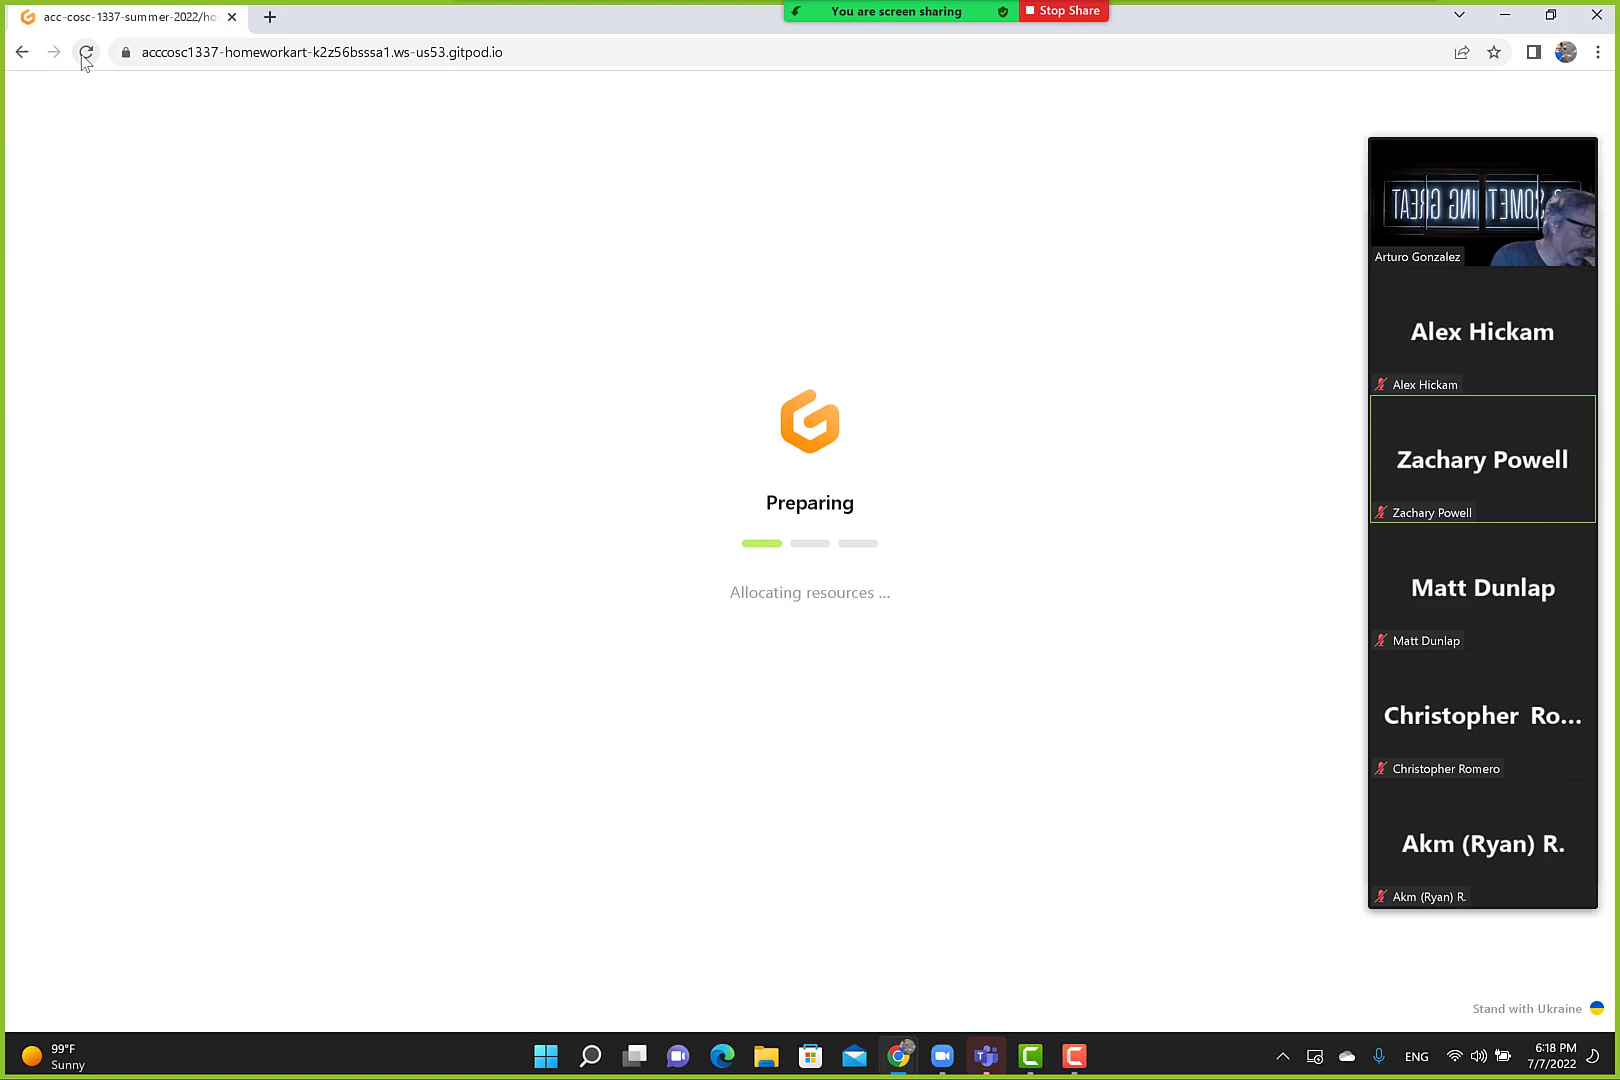 acc-cosc-1337-summer-2022/ho
You are screen sharing
Stop Share
acccosc1337-homeworkart-k2z56bsssa1.ws-us53.gitpod.io
SOMETHING GREAT
Arturo Gonzalez
Alex Hickam
Alex Hickam
Zachary Powell
Zachary Powell
Preparing
Allocating resources ...
Matt Dunlap
Matt Dunlap
Christopher Ro...
Christopher Romero
Akm (Ryan) R.
Akm (Ryan) R.
Stand with Ukraine
99°F
Sunny
ENG
6:18 PM
7/7/2022